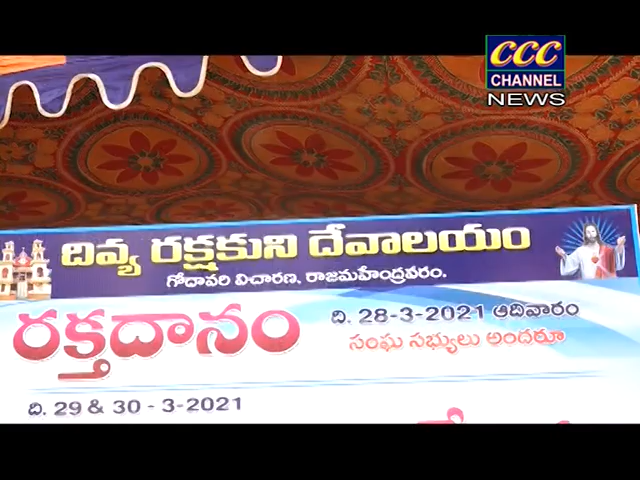 CCC
CHANNEL
NEWS
దివ్య రక్షకుని దేవాలయం
గోదావరి విచారణ, రాజమహేంద్రవరం.
రక్తదానం
ది. 28-3-2021 ఆదివారం
సంఘ సభ్యులు అందరూ
ది. 29 & 30 - 3-2021